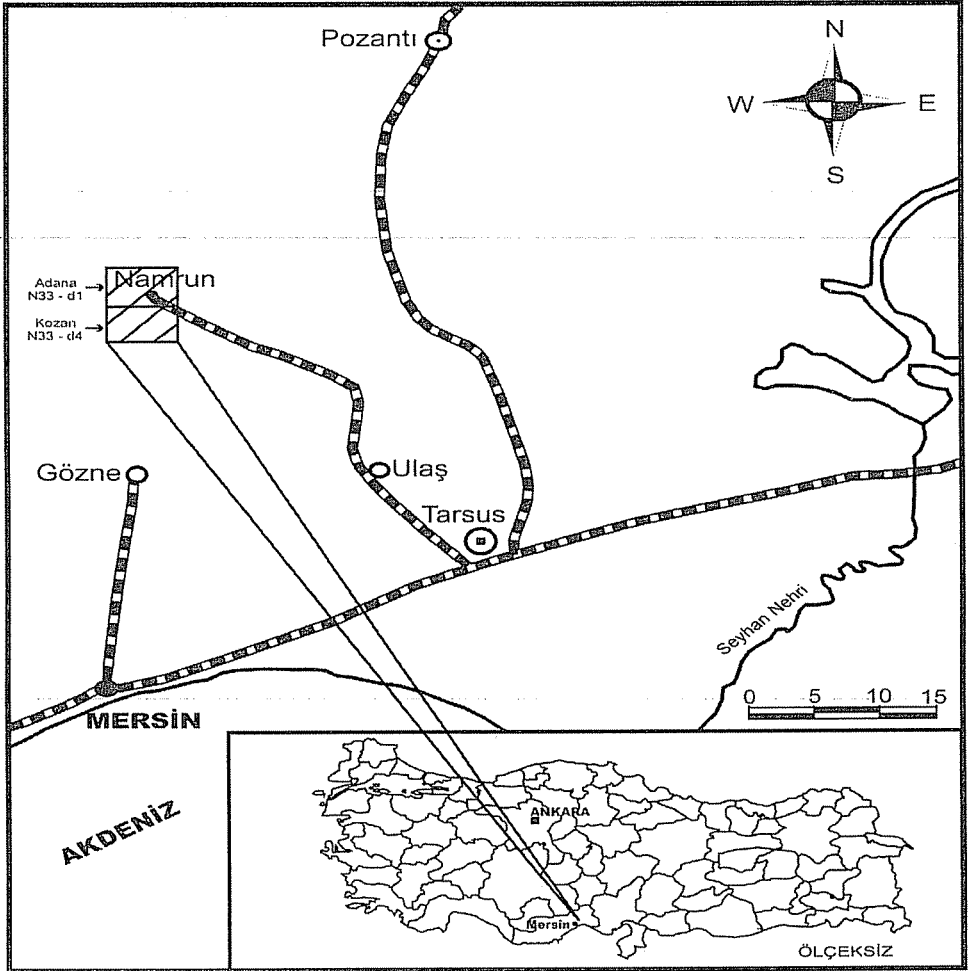 Pozantı
N
W
E
S
Adana
N33 - d1
Namrun
Kozan
N33 - d4
Gözne
Ulaş
Tarsus
Seyhan Nehri
0 5 10 15
MERSİN
AKDENİZ
ANKARA
Mersin
ÖLÇEKSİZ